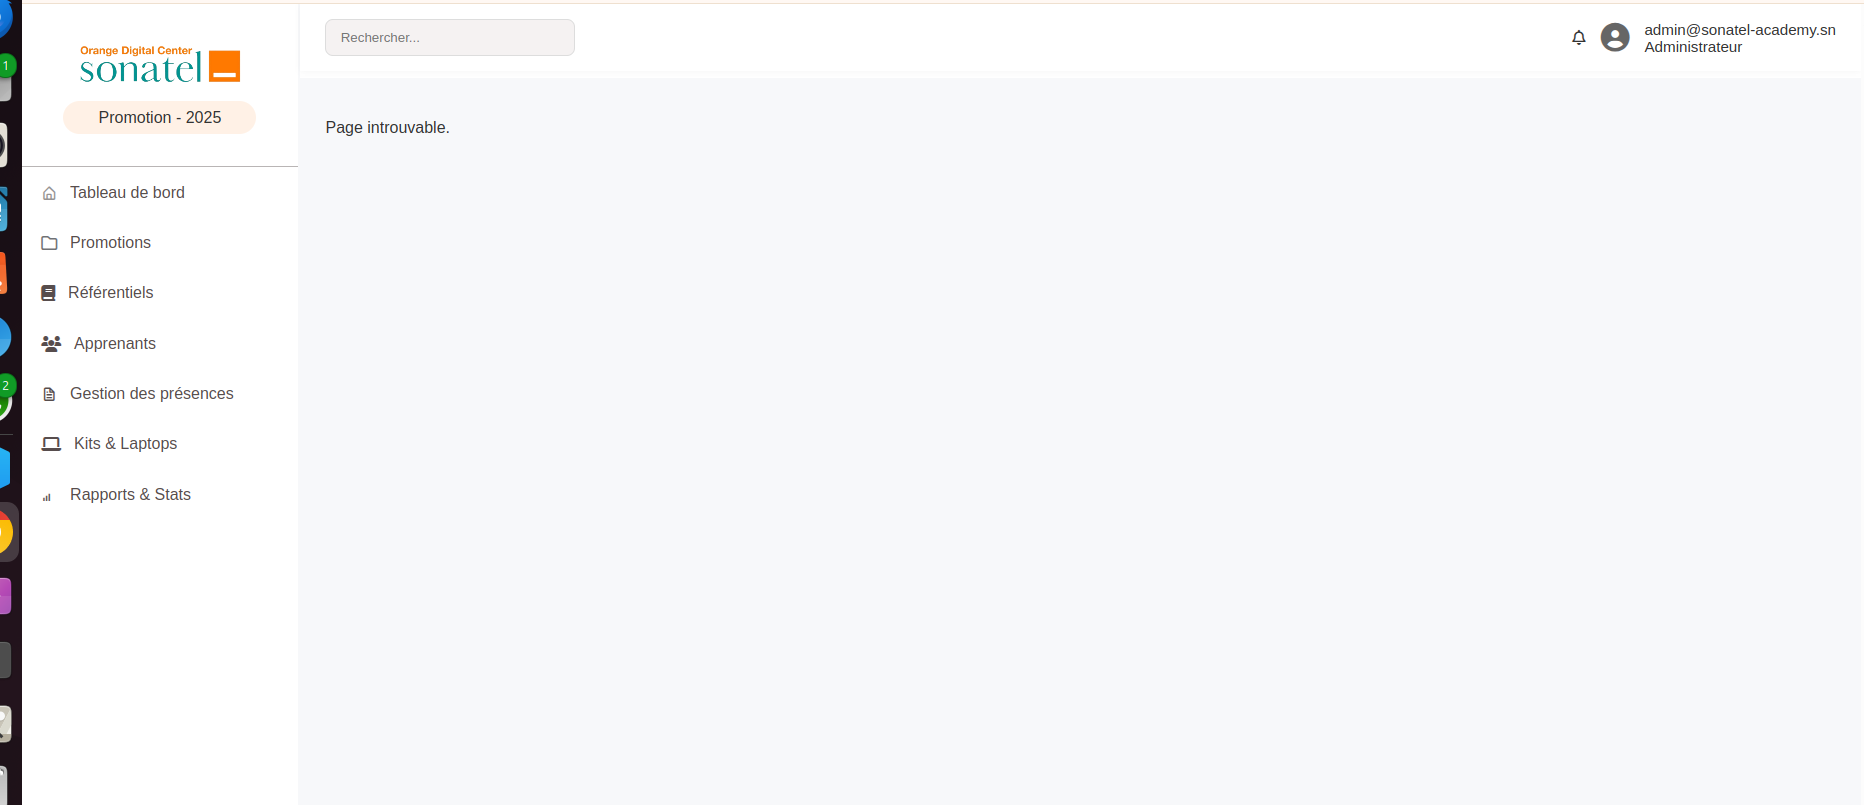 Orange Digital Center
sonatel
Promotion - 2025
Tableau de bord
Promotions
Référentiels
Apprenants
Gestion des présences
Kits & Laptops
Rapports & Stats
Rechercher...
admin@sonatel-academy.sn
Administrateur
Page introuvable.
1
2